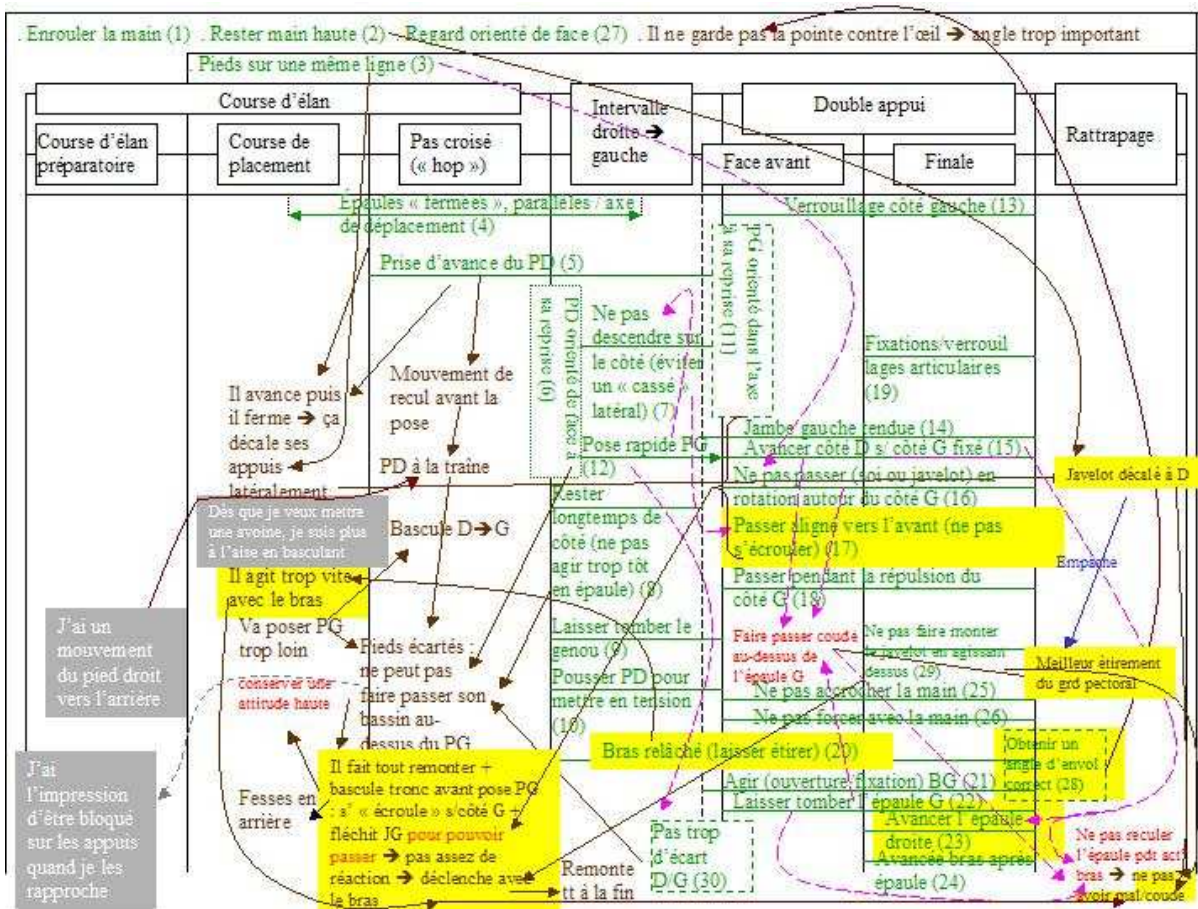 . Enrouler la main (1) . Rester main haute (2) . Regard orienté de face (27) . Il ne garde pas la pointe contre l'œil ➔ angle trop important
. Pieds sur une même ligne (3)
Course d'élan
Intervalle
droite ➔
gauche
Double appui
Rattrapage
Course d'élan
préparatoire
Course de
placement
Pas croisé
(« hop »)
Face avant
Finale
Épaules « fermées », parallèles / axe
de déplacement (4)
Verrouillage côté gauche (13)
Prise d'avance du PD (5)
PD orienté de face à
sa reprise (6)
Ne pas
descendre sur
le côté (éviter
un « cassé »
latéral) (7)
PG orienté dans l'axe
à sa reprise (11)
Fixations/verrouil
lages articulaires
(19)
Il avance puis
il ferme ➔ ça
décale ses
appuis
latéralement
Mouvement de
recul avant la
pose
PD à la traîne
Bascule D➔G
Pose rapide PG
(12)
Jambe gauche rendue (14)
Avancer côté D s/ côté G fixé (15)
Ne pas passer (soi ou javelot) en
rotation autour du côté G (16)
Passer aligné vers l'avant (ne pas
s'écrouler) (17)
Passer pendant la répulsion du
côté G (18)
Javelot décalé à D
Empache
Meilleur étirement
du grd pectoral
Dès que je veux mettre
une avoine, je suis plus
à l'aise en basculant
Rester
longtemps de
côté (ne pas
agir trop tôt
en épaule) (8)
Laisser tomber le
genou (9)
Pousser PD pour
mettre en tension
(10)
Il agit trop vite
avec le bras
Va poser PG
trop loin
conserver une
attitude haute
Fesses en
arrière
J'ai un
mouvement
du pied droit
vers l'arrière
J'ai
l'impression
d'être bloqué
sur les appuis
quand je les
rapproche
Pieds écartés :
ne peut pas
faire passer son
bassin au-
dessus du PG
Il fait tout remonter +
bascule tronc avant pose PG
: s' « écroule » s/côté G +
fléchit JG pour pouvoir
passer ➔ pas assez de
réaction ➔ déclenche avec
le bras
Remonte
tt à la fin
Faire passer coude
au-dessus de
l'épaule G
Ne pas faire monter
le javelot en agissant
dessus (29)
Ne pas accrocher la main (25)
Ne pas forcer avec la main (26)
Bras relâché (laisser étirer) (20)
Agir (ouverture fixation) BG (21)
Laisser tomber l'épaule G (22)
Avancer l'épaule
droite (23)
Avancée bras après
épaule (24)
Obtenir un
angle d'envol
correct (28)
Pas trop
d'écart
D/G (30)
Ne pas reculer
l'épaule pdt actf
bras ➔ ne pas
avoir mal/coude